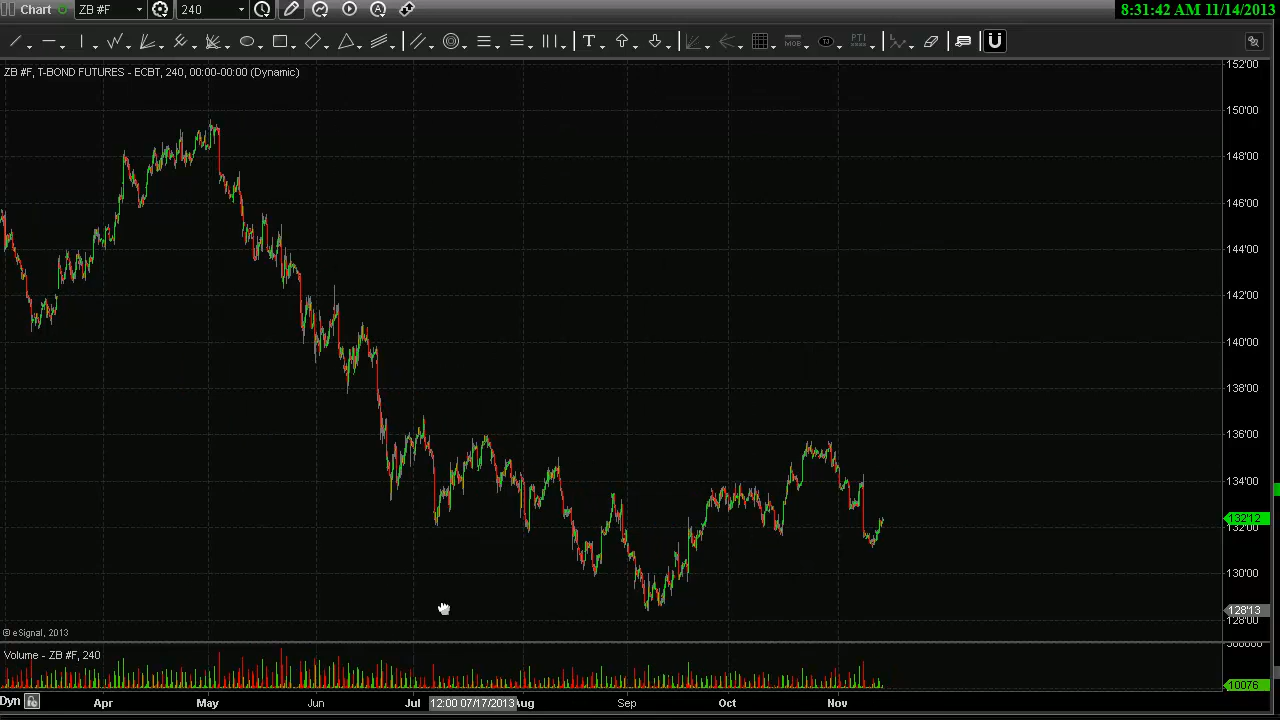 Chart ZB #F 240 A 8:31:42 AM 11/14/2013
T MOB PTI
ZB #F, T-BOND FUTURES - ECBT, 240, 00:00-00:00 (Dynamic)
152'00
150'00
148'00
146'00
144'00
142'00
140'00
138'00
136'00
134'00
132'12
132'00
130'00
128'13
128'00
© eSignal, 2013
Volume - ZB #F, 240
10076
Dyn Apr May Jun Jul 12:00 07/17/2013 Aug Sep Oct Nov